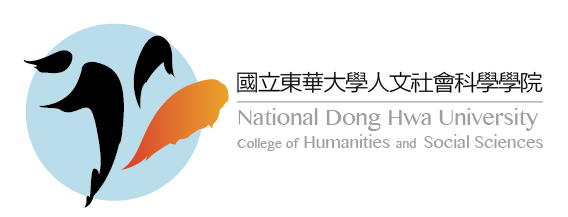 國立東華大學人文社會科學學院
National Dong Hwa University
College of Humanities and Social Sciences